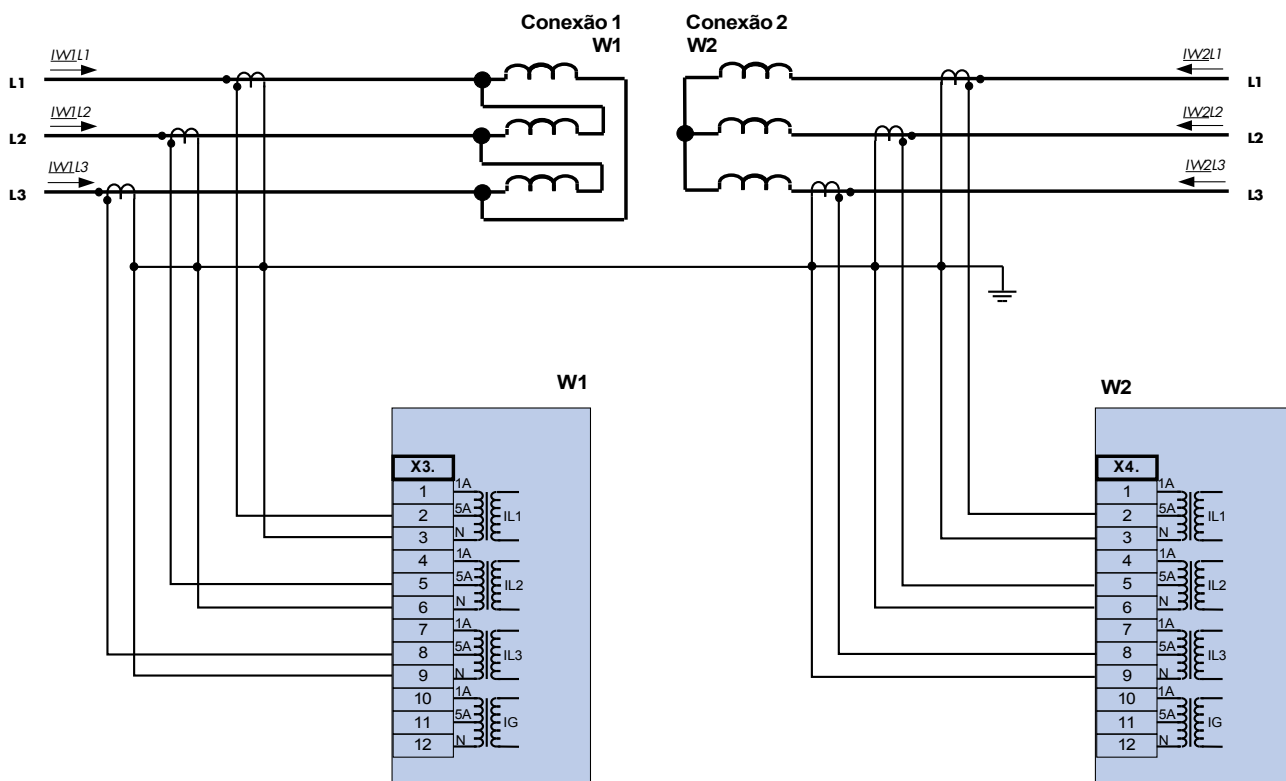 Conexão 1
W1
Conexão 2
W2
IW1L1
IW2L1
L1
L1
IW1L2
IW2L2
L2
L2
IW1L3
IW2L3
L3
L3
W1
X3.
1 1A
2 5A IL1
3 N
4 1A
5 5A IL2
6 N
7 1A
8 5A IL3
9 N
10 1A
11 5A IG
12 N
W2
X4.
1 1A
2 5A IL1
3 N
4 1A
5 5A IL2
6 N
7 1A
8 5A IL3
9 N
10 1A
11 5A IG
12 N